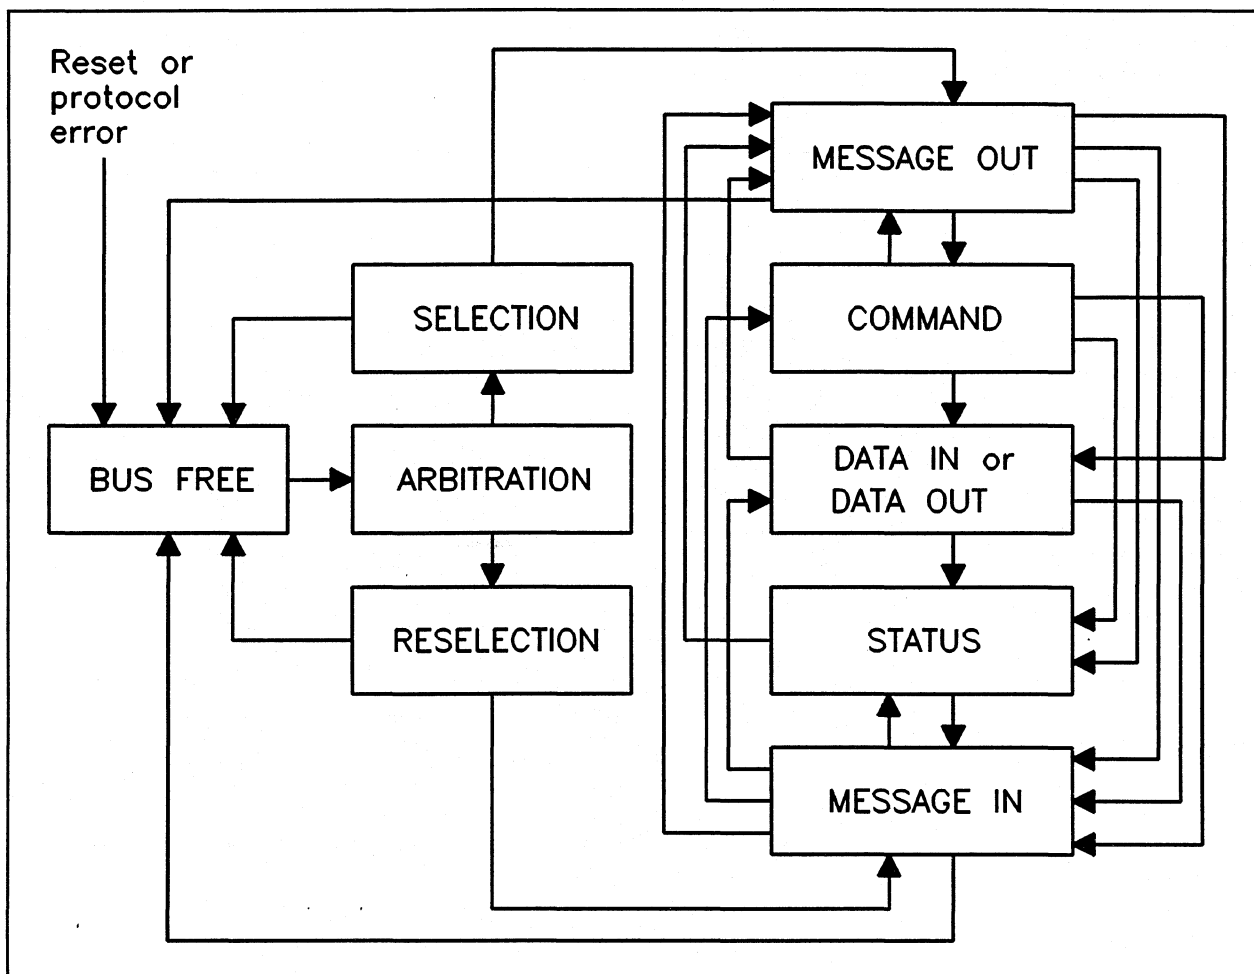 Reset or
protocol
error
MESSAGE OUT
SELECTION
COMMAND
BUS FREE
ARBITRATION
DATA IN or
DATA OUT
RESELECTION
STATUS
MESSAGE IN